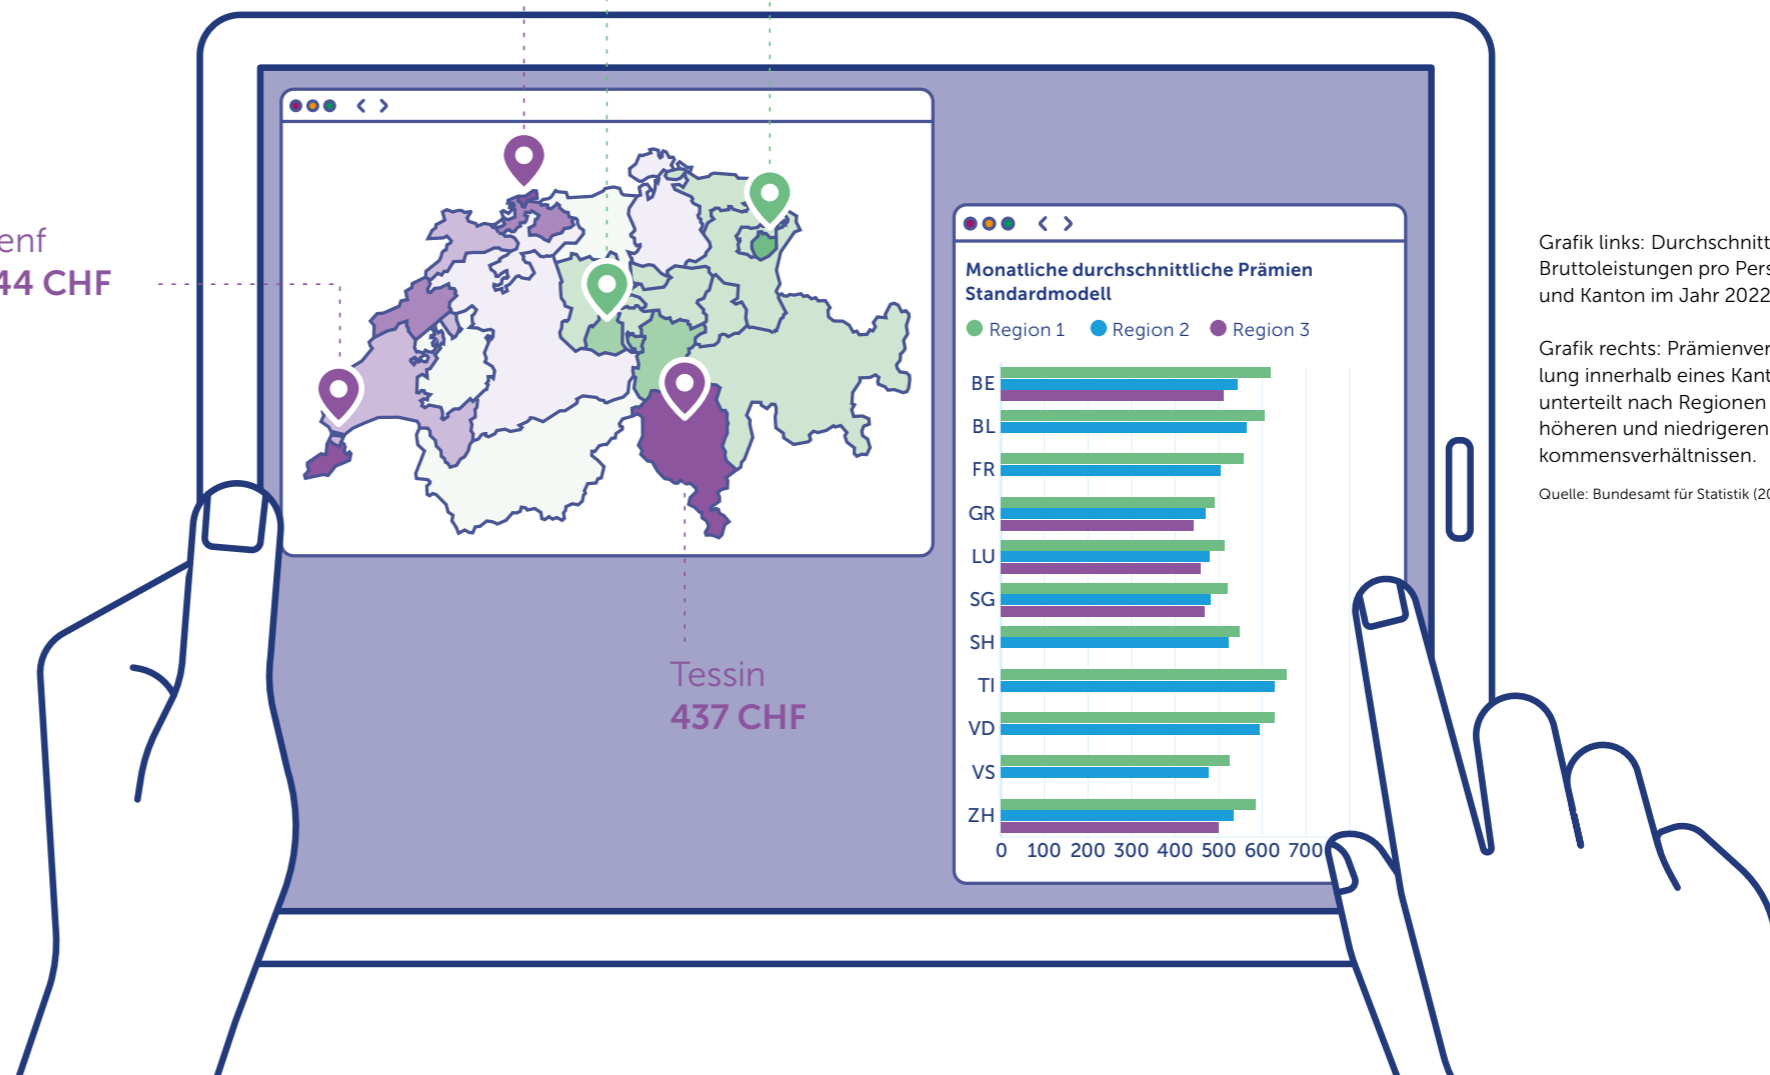 enf
44 CHF
Tessin
437 CHF
Monatliche durchschnittliche Prämien
Standardmodell
Region 1 Region 2 Region 3
BE
BL
FR
GR
LU
SG
SH
TI
VD
VS
ZH
0 100 200 300 400 500 600 700
Grafik links: Durchschnitt
Bruttoleistungen pro Pers
und Kanton im Jahr 2022
Grafik rechts: Prämienver
lung innerhalb eines Kant
unterteilt nach Regionen
höheren und niedrigeren
kommensverhältnissen.
Quelle: Bundesamt für Statistik (20